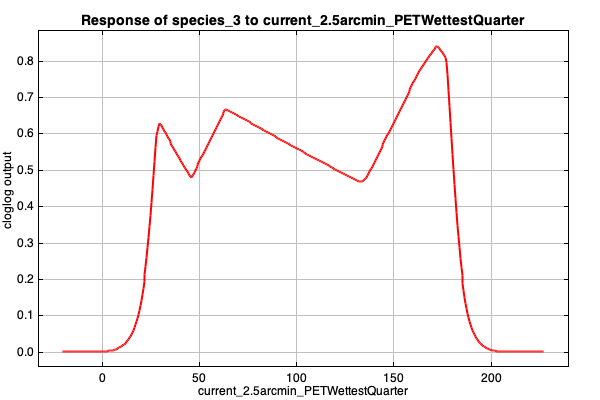 Response of species_3 to current_2.5arcmin_PETWettestQuarter
cloglog output
0.8
0.7
0.6
0.5
0.4
0.3
0.2
0.1
0.0
0 50 100 150 200
current_2.5arcmin_PETWettestQuarter